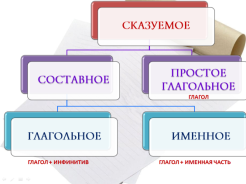 СКАЗУЕМОЕ
СОСТАВНОЕ
ПРОСТОЕ
ГЛАГОЛЬНОЕ
ГЛАГОЛ
ГЛАГОЛЬНОЕ
ИМЕННОЕ
ГЛАГОЛ + ИНФИНИТИВ
ГЛАГОЛ + ИМЕННАЯ ЧАСТЬ